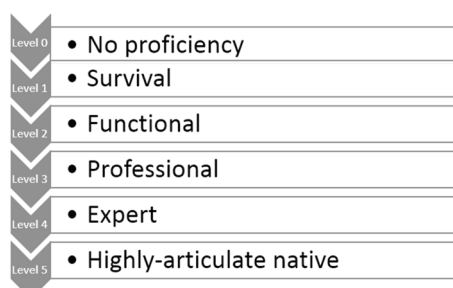 Level 0
• No proficiency
Level 1
• Survival
Level 2
• Functional
Level 3
• Professional
Level 4
• Expert
Level 5
• Highly-articulate native